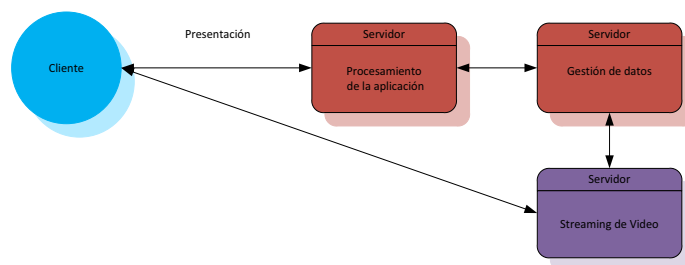 Presentación
Cliente
Servidor
Procesamiento
de la aplicación
Servidor
Gestión de datos
Servidor
Streaming de Video